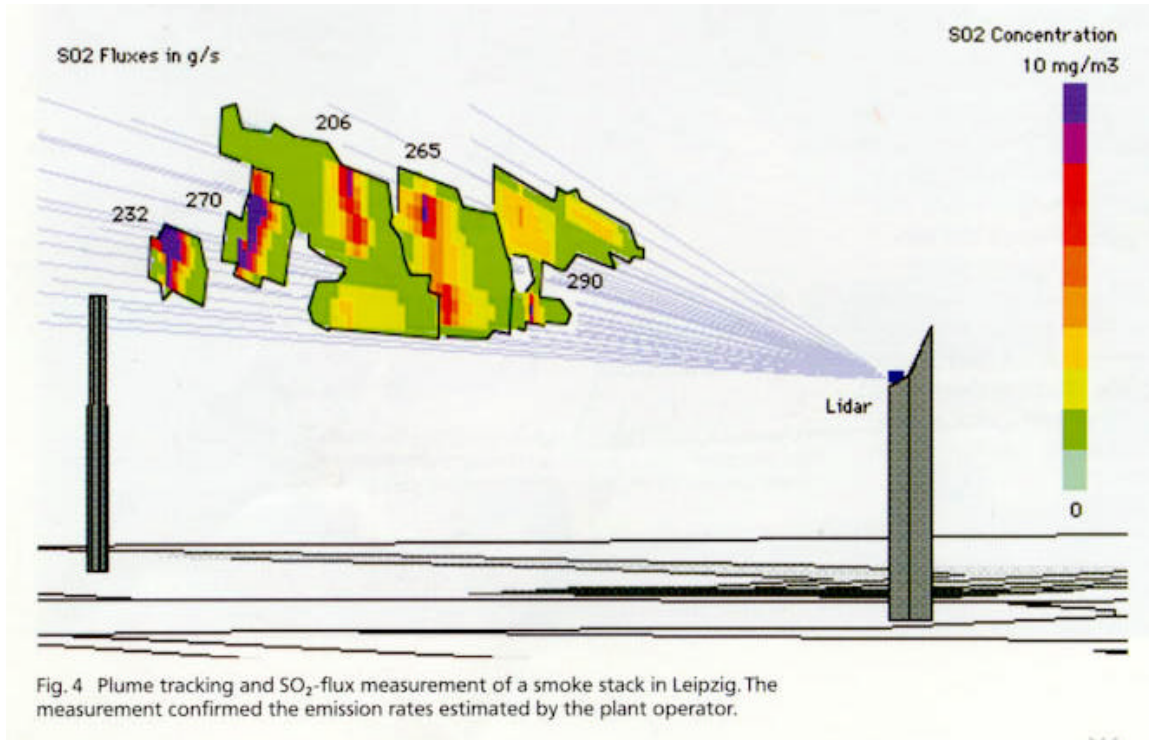 SO2 Fluxes in g/s
SO2 Concentration
10 mg/m3
206
265
270
232
290
Lidar
0
Fig. 4 Plume tracking and SO₂-flux measurement of a smoke stack in Leipzig. The
measurement confirmed the emission rates estimated by the plant operator.